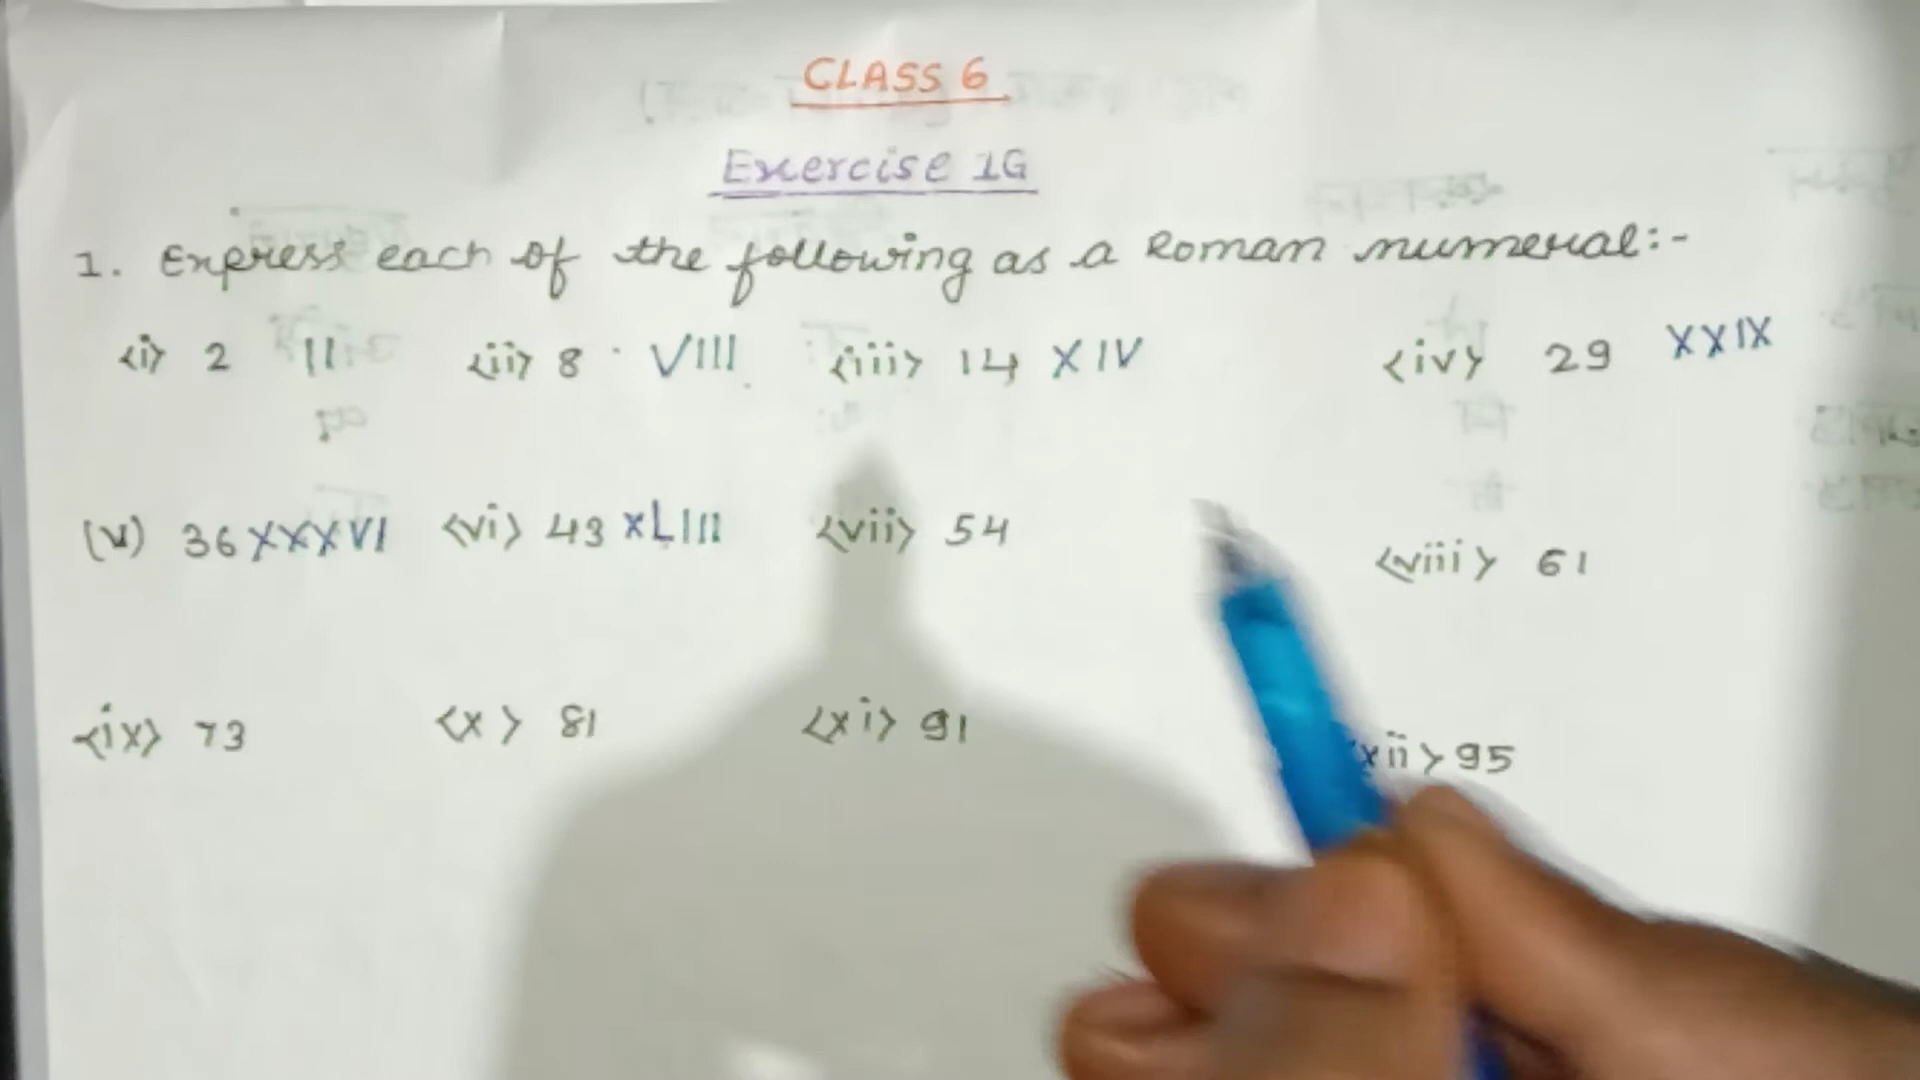 CLASS 6
Exercise 1G
1. Express each of the following as a Roman numeral:-
<i> 2 II <ii> 8 VIII <iii> 14 XIV <iv> 29 XXIX
(v) 36 XXXVI <vi> 43 XLIII <vii> 54 <viii> 61
<ix> 73 <x> 81 <xi> 91 xii> 95